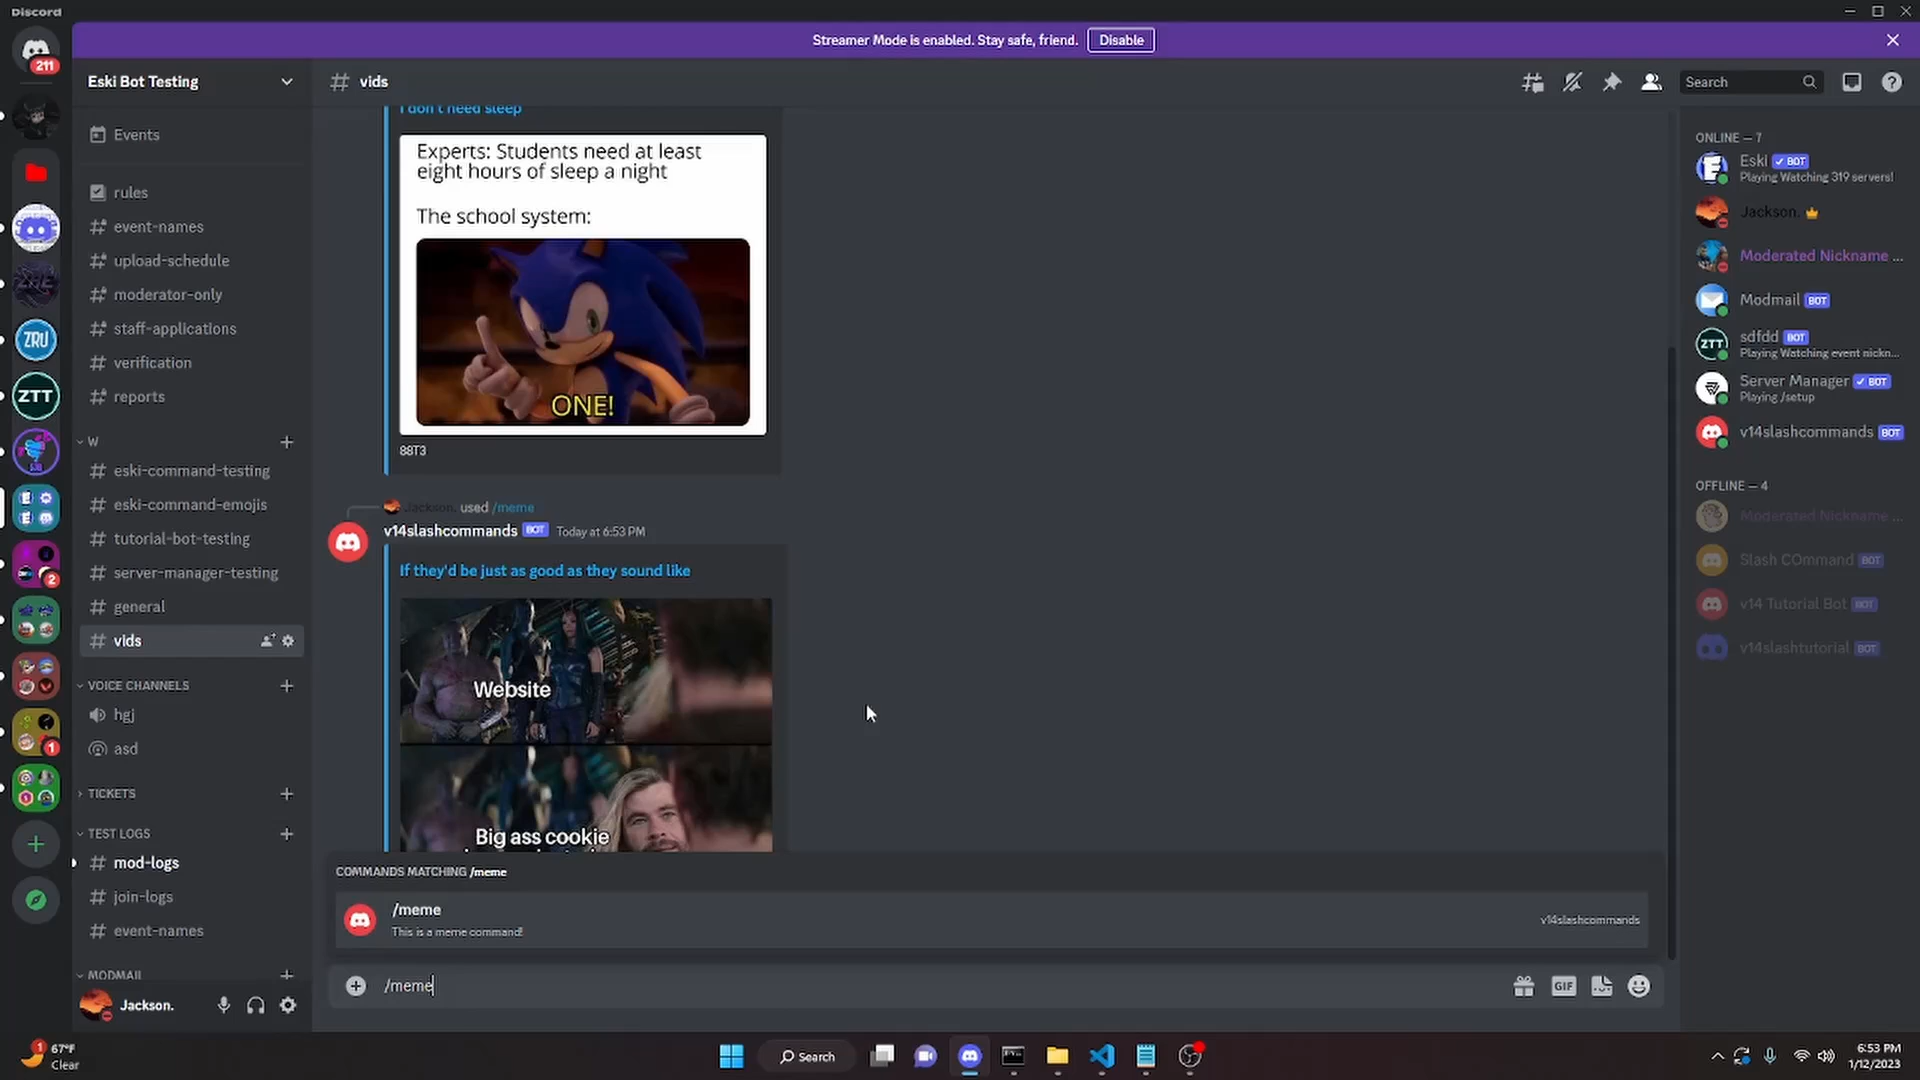 Discord
Streamer Mode is enabled. Stay safe, friend.
Disable
211
ZRU
ZTT
2
1
Eski Bot Testing
Events
rules
event-names
upload-schedule
moderator-only
staff-applications
verification
reports
W
eski-command-testing
eski-command-emojis
tutorial-bot-testing
server-manager-testing
general
vids
VOICE CHANNELS
hgj
asd
TICKETS
TEST LOGS
mod-logs
join-logs
event-names
MODMAIL
Jackson.
vids
Search
I don't need sleep
Experts: Students need at least
eight hours of sleep a night
The school system:
ONE!
88T3
Jackson. used /meme
v14slashcommands BOT Today at 6:53 PM
If they'd be just as good as they sound like
Website
Big ass cookie
COMMANDS MATCHING /meme
/meme
This is a meme command!
v14slashcommands
/meme
GIF
ONLINE — 7
Eski BOT
Playing Watching 319 servers!
Jackson.
Moderated Nickname ...
Modmail BOT
sdfdd BOT
ZTT
Playing Watching event nickn...
Server Manager BOT
Playing /setup
v14slashcommands BOT
OFFLINE — 4
Moderated Nickname ...
Slash COmmand BOT
v14 Tutorial Bot BOT
v14slashtutorial BOT
1
67°F
Clear
Search
6:53 PM
1/12/2023